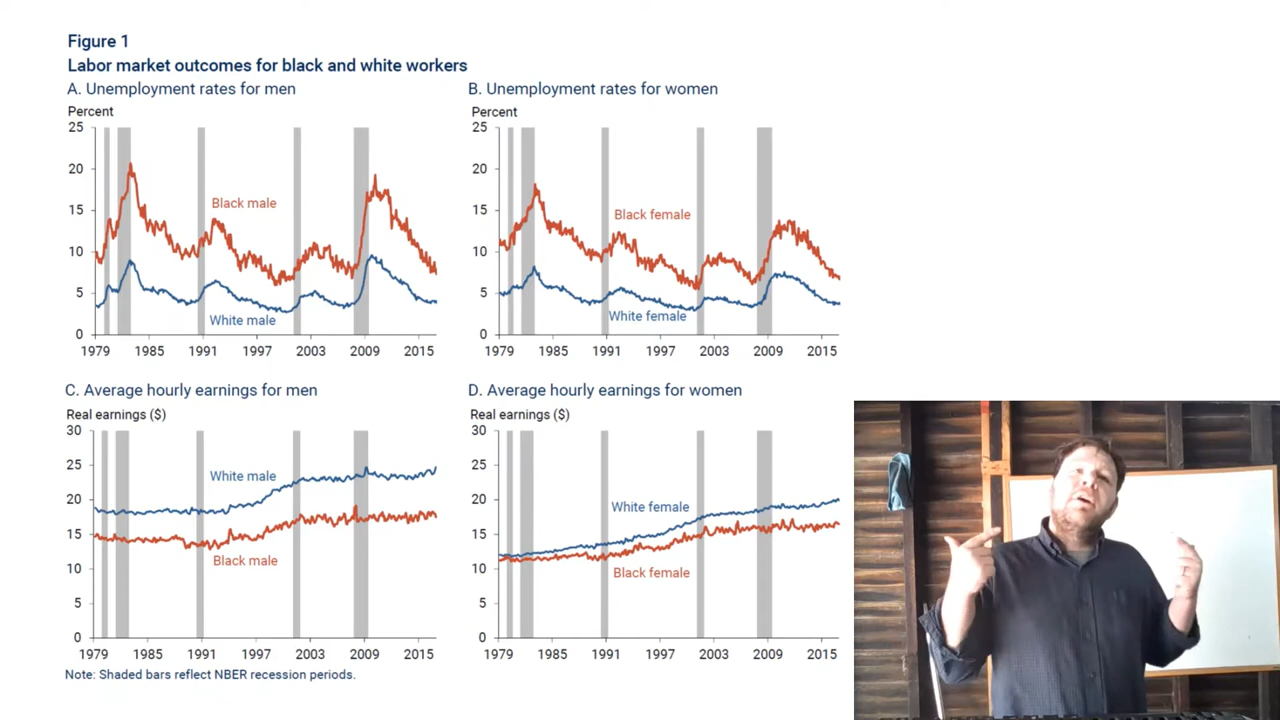 Figure 1
Labor market outcomes for black and white workers
A. Unemployment rates for men
Percent
25
20
15
10
5
0
Black male
White male
1979 1985 1991 1997 2003 2009 2015
B. Unemployment rates for women
Percent
25
20
15
10
5
0
Black female
White female
1979 1985 1991 1997 2003 2009 2015
C. Average hourly earnings for men
Real earnings ($)
30
25
20
15
10
5
0
White male
Black male
1979 1985 1991 1997 2003 2009 2015
D. Average hourly earnings for women
Real earnings ($)
30
25
20
15
10
5
0
White female
Black female
1979 1985 1991 1997 2003 2009 2015
Note: Shaded bars reflect NBER recession periods.